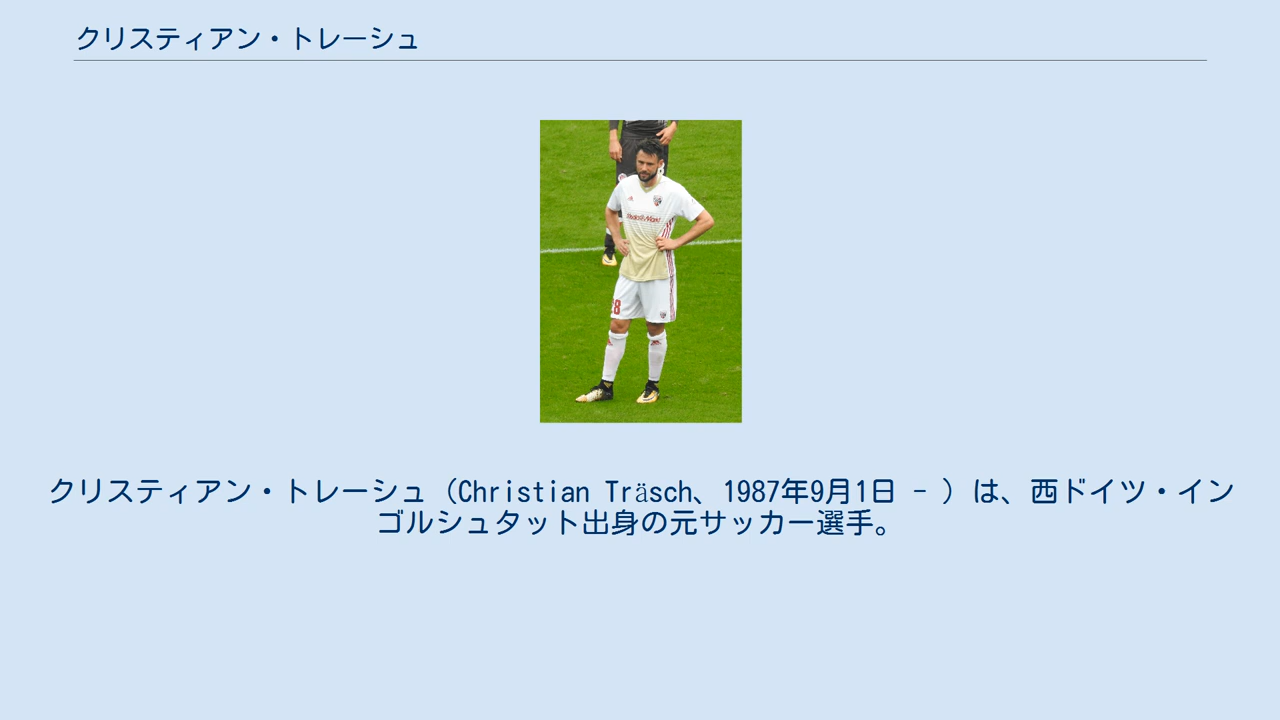 クリスティアン・トレーシュ
Media Markt
28
クリスティアン・トレーシュ（Christian Träsch、1987年9月1日 - ）は、西ドイツ・イン
ゴルシュタット出身の元サッカー選手。